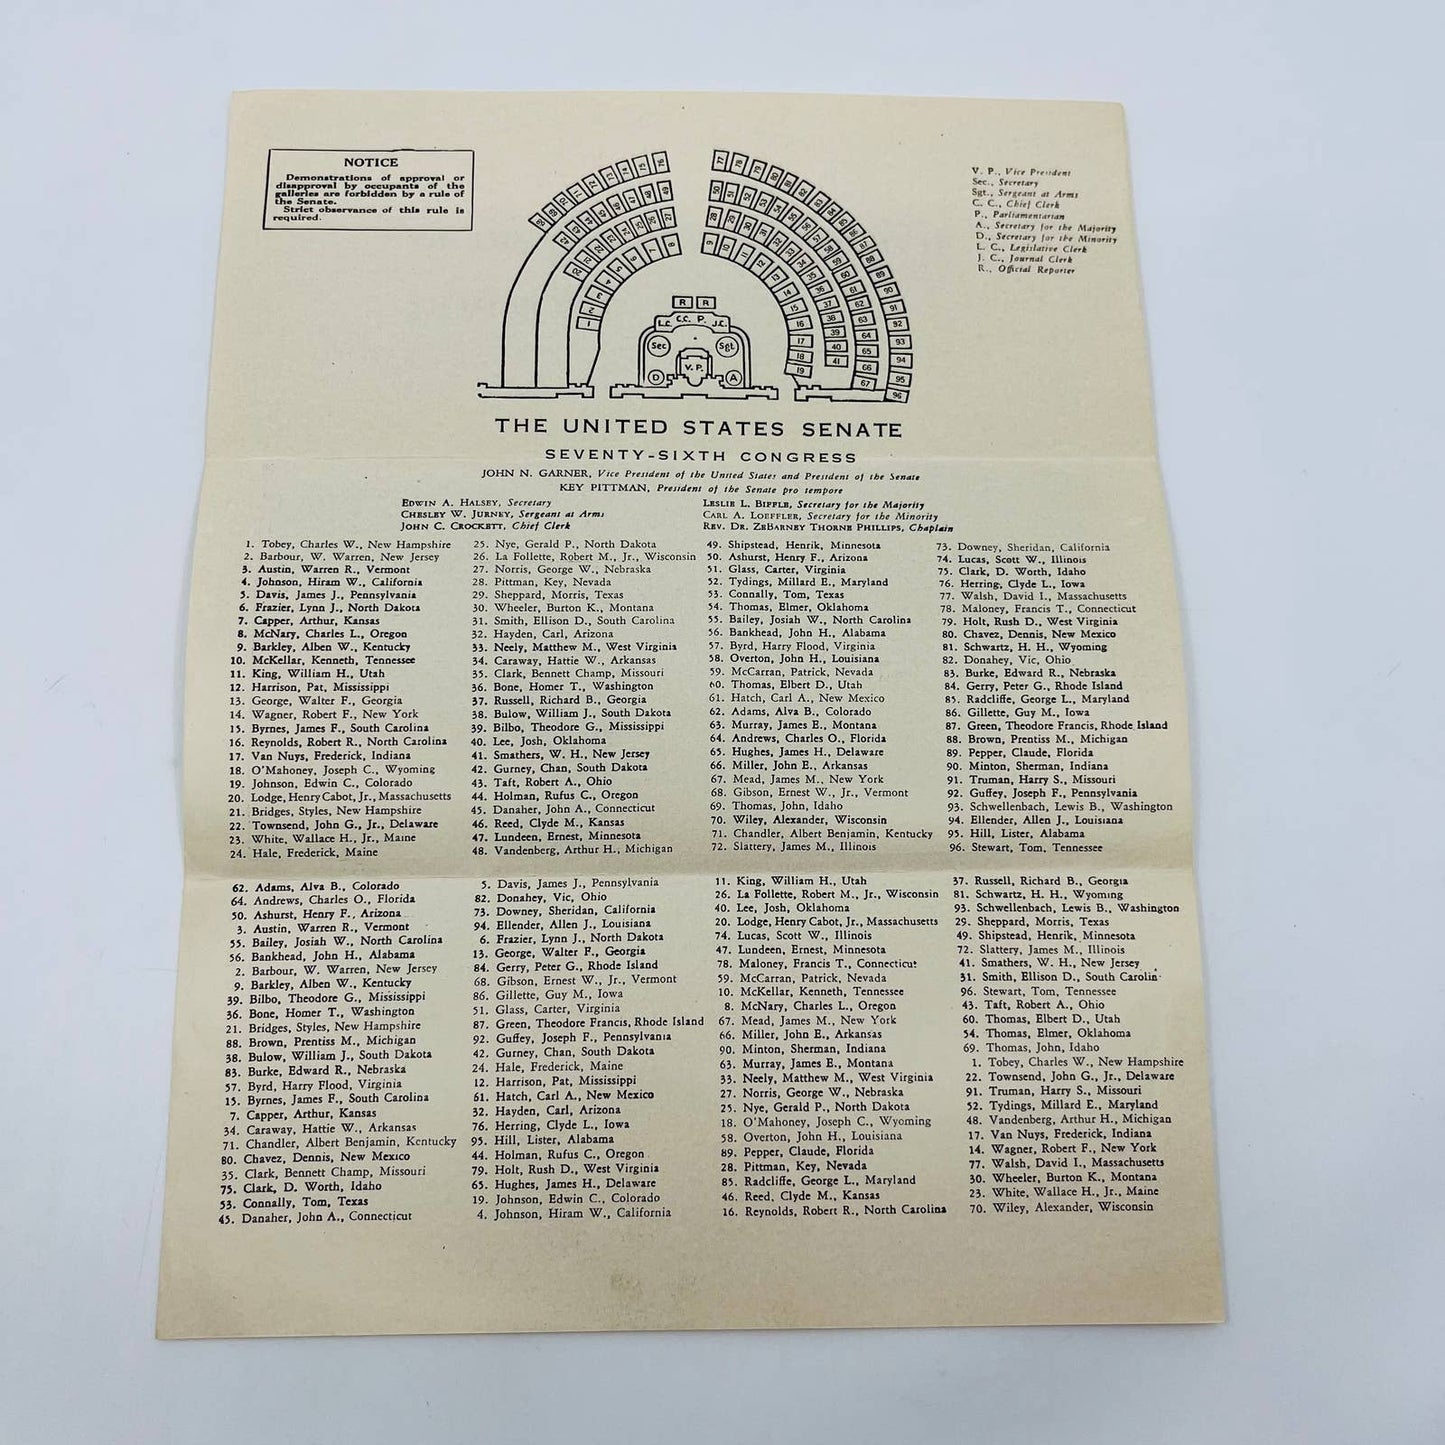 NOTICE
Demonstrations of approval or
disapproval by occupants of the
galleries are forbidden by a rule of
the Senate.
Strict observance of this rule is
required.
V. P., Vice President
Sec., Secretary
Sgt., Sergeant at Arms
C. C., Chief Clerk
P., Parliamentarian
A., Secretary for the Majority
D., Secretary for the Minority
L. C., Legislative Clerk
J. C., Journal Clerk
R., Official Reporter
R R
L.C. C.C. P. J.C.
Sec Sgt.
V. P.
D A
THE UNITED STATES SENATE
SEVENTY-SIXTH CONGRESS
JOHN N. GARNER, Vice President of the United States and President of the Senate
KEY PITTMAN, President of the Senate pro tempore
EDWIN A. HALSEY, Secretary
CHESLEY W. JURNEY, Sergeant at Arms
JOHN C. CROCKETT, Chief Clerk
LESLIE L. BIFFLE, Secretary for the Majority
CARL A. LOEFFLER, Secretary for the Minority
REV. DR. ZEBARNEY THORNE PHILLIPS, Chaplain
1. Tobey, Charles W., New Hampshire
2. Barbour, W. Warren, New Jersey
3. Austin, Warren R., Vermont
4. Johnson, Hiram W., California
5. Davis, James J., Pennsylvania
6. Frazier, Lynn J., North Dakota
7. Capper, Arthur, Kansas
8. McNary, Charles L., Oregon
9. Barkley, Alben W., Kentucky
10. McKellar, Kenneth, Tennessee
11. King, William H., Utah
12. Harrison, Pat, Mississippi
13. George, Walter F., Georgia
14. Wagner, Robert F., New York
15. Byrnes, James F., South Carolina
16. Reynolds, Robert R., North Carolina
17. Van Nuys, Frederick, Indiana
18. O'Mahoney, Joseph C., Wyoming
19. Johnson, Edwin C., Colorado
20. Lodge, Henry Cabot, Jr., Massachusetts
21. Bridges, Styles, New Hampshire
22. Townsend, John G., Jr., Delaware
23. White, Wallace H., Jr., Maine
24. Hale, Frederick, Maine
25. Nye, Gerald P., North Dakota
26. La Follette, Robert M., Jr., Wisconsin
27. Norris, George W., Nebraska
28. Pittman, Key, Nevada
29. Sheppard, Morris, Texas
30. Wheeler, Burton K., Montana
31. Smith, Ellison D., South Carolina
32. Hayden, Carl, Arizona
33. Neely, Matthew M., West Virginia
34. Caraway, Hattie W., Arkansas
35. Clark, Bennett Champ, Missouri
36. Bone, Homer T., Washington
37. Russell, Richard B., Georgia
38. Bulow, William J., South Dakota
39. Bilbo, Theodore G., Mississippi
40. Lee, Josh, Oklahoma
41. Smathers, W. H., New Jersey
42. Gurney, Chan, South Dakota
43. Taft, Robert A., Ohio
44. Holman, Rufus C., Oregon
45. Danaher, John A., Connecticut
46. Reed, Clyde M., Kansas
47. Lundeen, Ernest, Minnesota
48. Vandenberg, Arthur H., Michigan
49. Shipstead, Henrik, Minnesota
50. Ashurst, Henry F., Arizona
51. Glass, Carter, Virginia
52. Tydings, Millard E., Maryland
53. Connally, Tom, Texas
54. Thomas, Elmer, Oklahoma
55. Bailey, Josiah W., North Carolina
56. Bankhead, John H., Alabama
57. Byrd, Harry Flood, Virginia
58. Overton, John H., Louisiana
59. McCarran, Patrick, Nevada
60. Thomas, Elbert D., Utah
61. Hatch, Carl A., New Mexico
62. Adams, Alva B., Colorado
63. Murray, James E., Montana
64. Andrews, Charles O., Florida
65. Hughes, James H., Delaware
66. Miller, John E., Arkansas
67. Mead, James M., New York
68. Gibson, Ernest W., Jr., Vermont
69. Thomas, John, Idaho
70. Wiley, Alexander, Wisconsin
71. Chandler, Albert Benjamin, Kentucky
72. Slattery, James M., Illinois
73. Downey, Sheridan, California
74. Lucas, Scott W., Illinois
75. Clark, D. Worth, Idaho
76. Herring, Clyde L., Iowa
77. Walsh, David I., Massachusetts
78. Maloney, Francis T., Connecticut
79. Holt, Rush D., West Virginia
80. Chavez, Dennis, New Mexico
81. Schwartz, H. H., Wyoming
82. Donahey, Vic, Ohio
83. Burke, Edward R., Nebraska
84. Gerry, Peter G., Rhode Island
85. Radcliffe, George L., Maryland
86. Gillette, Guy M., Iowa
87. Green, Theodore Francis, Rhode Island
88. Brown, Prentiss M., Michigan
89. Pepper, Claude, Florida
90. Minton, Sherman, Indiana
91. Truman, Harry S., Missouri
92. Guffey, Joseph F., Pennsylvania
93. Schwellenbach, Lewis B., Washington
94. Ellender, Allen J., Louisiana
95. Hill, Lister, Alabama
96. Stewart, Tom, Tennessee
62. Adams, Alva B., Colorado
64. Andrews, Charles O., Florida
50. Ashurst, Henry F., Arizona
3. Austin, Warren R., Vermont
55. Bailey, Josiah W., North Carolina
56. Bankhead, John H., Alabama
2. Barbour, W. Warren, New Jersey
9. Barkley, Alben W., Kentucky
39. Bilbo, Theodore G., Mississippi
36. Bone, Homer T., Washington
21. Bridges, Styles, New Hampshire
88. Brown, Prentiss M., Michigan
38. Bulow, William J., South Dakota
83. Burke, Edward R., Nebraska
57. Byrd, Harry Flood, Virginia
15. Byrnes, James F., South Carolina
7. Capper, Arthur, Kansas
34. Caraway, Hattie W., Arkansas
71. Chandler, Albert Benjamin, Kentucky
80. Chavez, Dennis, New Mexico
35. Clark, Bennett Champ, Missouri
75. Clark, D. Worth, Idaho
53. Connally, Tom, Texas
45. Danaher, John A., Connecticut
5. Davis, James J., Pennsylvania
82. Donahey, Vic, Ohio
73. Downey, Sheridan, California
94. Ellender, Allen J., Louisiana
6. Frazier, Lynn J., North Dakota
13. George, Walter F., Georgia
84. Gerry, Peter G., Rhode Island
68. Gibson, Ernest W., Jr., Vermont
86. Gillette, Guy M., Iowa
51. Glass, Carter, Virginia
87. Green, Theodore Francis, Rhode Island
92. Guffey, Joseph F., Pennsylvania
42. Gurney, Chan, South Dakota
24. Hale, Frederick, Maine
12. Harrison, Pat, Mississippi
61. Hatch, Carl A., New Mexico
32. Hayden, Carl, Arizona
76. Herring, Clyde L., Iowa
95. Hill, Lister, Alabama
44. Holman, Rufus C., Oregon
79. Holt, Rush D., West Virginia
65. Hughes, James H., Delaware
19. Johnson, Edwin C., Colorado
4. Johnson, Hiram W., California
11. King, William H., Utah
26. La Follette, Robert M., Jr., Wisconsin
40. Lee, Josh, Oklahoma
20. Lodge, Henry Cabot, Jr., Massachusetts
74. Lucas, Scott W., Illinois
47. Lundeen, Ernest, Minnesota
78. Maloney, Francis T., Connecticut
59. McCarran, Patrick, Nevada
10. McKellar, Kenneth, Tennessee
8. McNary, Charles L., Oregon
67. Mead, James M., New York
66. Miller, John E., Arkansas
90. Minton, Sherman, Indiana
63. Murray, James E., Montana
33. Neely, Matthew M., West Virginia
27. Norris, George W., Nebraska
25. Nye, Gerald P., North Dakota
18. O'Mahoney, Joseph C., Wyoming
58. Overton, John H., Louisiana
89. Pepper, Claude, Florida
28. Pittman, Key, Nevada
85. Radcliffe, George L., Maryland
46. Reed, Clyde M., Kansas
16. Reynolds, Robert R., North Carolina
37. Russell, Richard B., Georgia
81. Schwartz, H. H., Wyoming
93. Schwellenbach, Lewis B., Washington
29. Sheppard, Morris, Texas
49. Shipstead, Henrik, Minnesota
72. Slattery, James M., Illinois
41. Smathers, W. H., New Jersey
31. Smith, Ellison D., South Carolin
96. Stewart, Tom, Tennessee
43. Taft, Robert A., Ohio
60. Thomas, Elbert D., Utah
54. Thomas, Elmer, Oklahoma
69. Thomas, John, Idaho
1. Tobey, Charles W., New Hampshire
22. Townsend, John G., Jr., Delaware
91. Truman, Harry S., Missouri
52. Tydings, Millard E., Maryland
48. Vandenberg, Arthur H., Michigan
17. Van Nuys, Frederick, Indiana
14. Wagner, Robert F., New York
77. Walsh, David I., Massachusetts
30. Wheeler, Burton K., Montana
23. White, Wallace H., Jr., Maine
70. Wiley, Alexander, Wisconsin